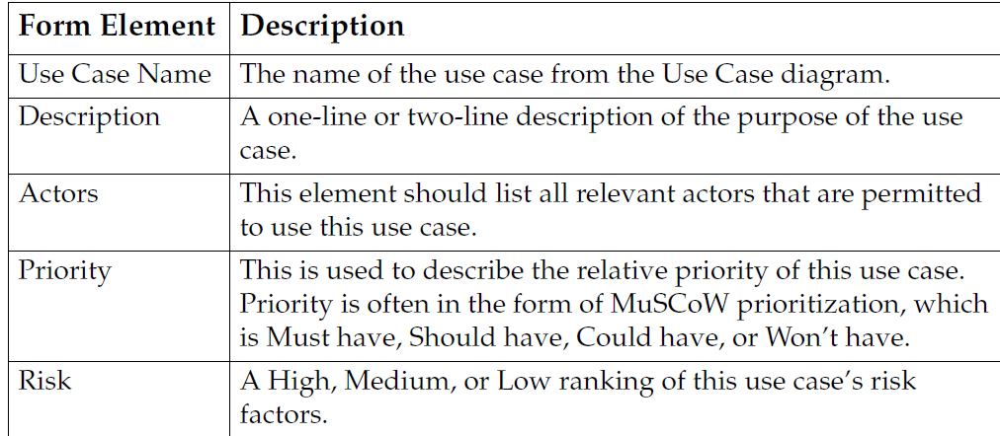 Form Element Description
Use Case Name The name of the use case from the Use Case diagram.
Description A one-line or two-line description of the purpose of the use
case.
Actors This element should list all relevant actors that are permitted
to use this use case.
Priority This is used to describe the relative priority of this use case.
Priority is often in the form of MuSCoW prioritization, which
is Must have, Should have, Could have, or Won’t have.
Risk A High, Medium, or Low ranking of this use case’s risk
factors.